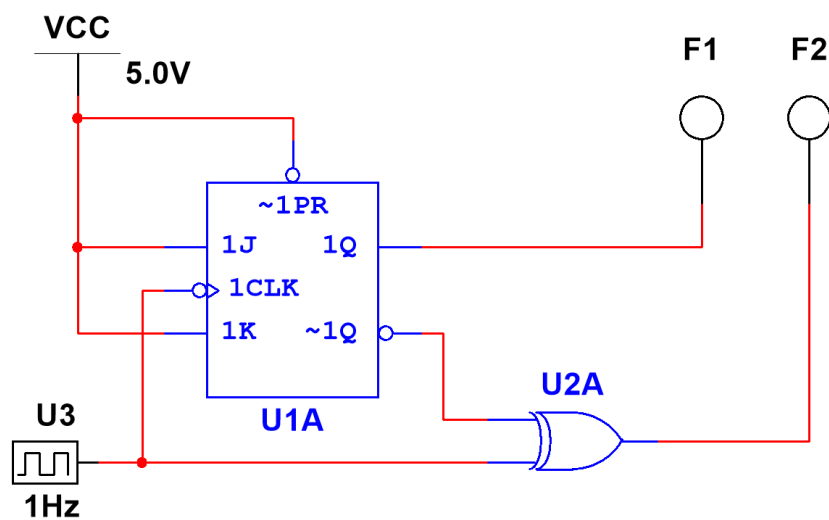 VCC
5.0V
F1
F2
~1PR
1J
1Q
1CLK
1K
~1Q
U1A
U2A
U3
1Hz